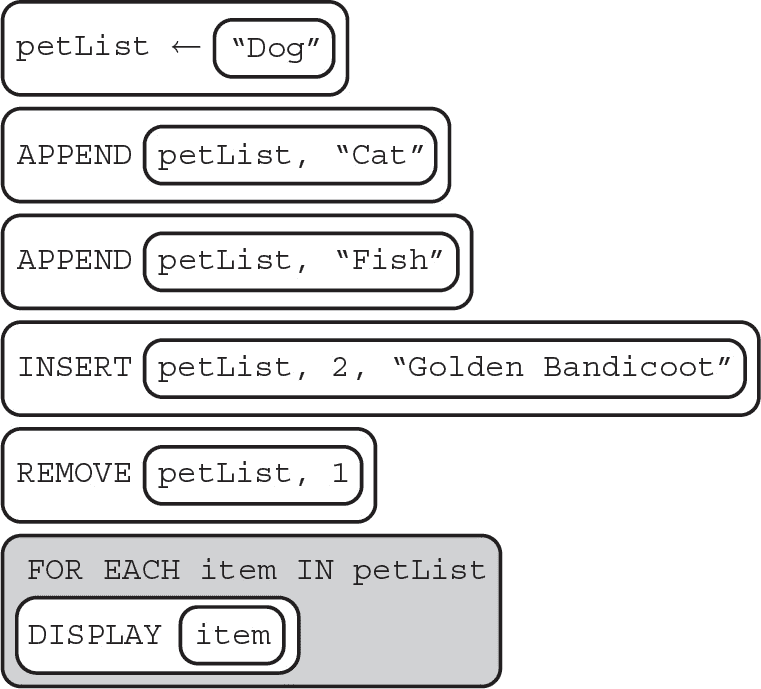 petList ← “Dog”
APPEND petList, “Cat”
APPEND petList, “Fish”
INSERT petList, 2, “Golden Bandicoot”
REMOVE petList, 1
FOR EACH item IN petList
DISPLAY item